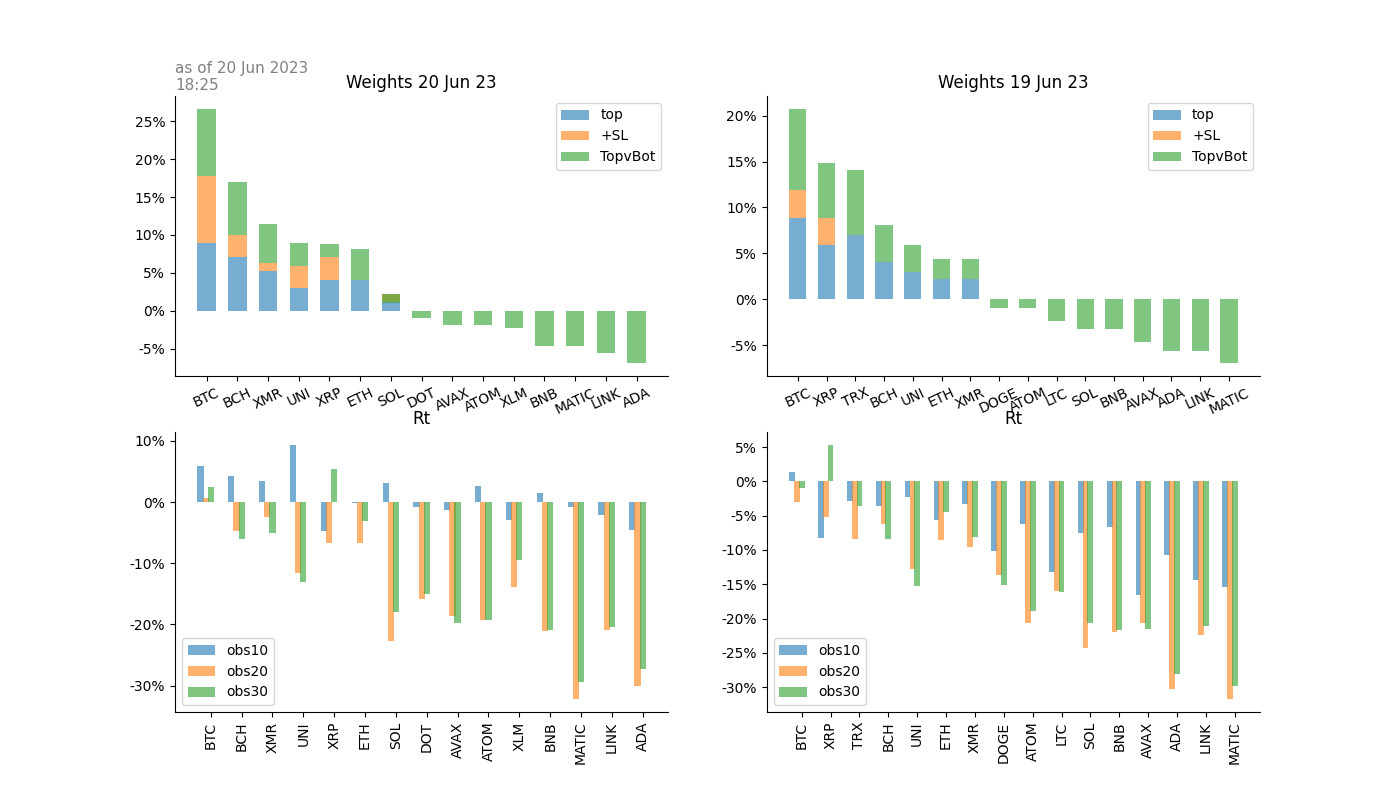 as of 20 Jun 2023
18:25
Weights 20 Jun 23
25%
20%
15%
10%
5%
0%
-5%
top
+SL
TopvBot
BTC BCH XMR UNI XRP ETH SOL DOT AVAX ATOM XLM BNB MATIC LINK ADA
Weights 19 Jun 23
20%
15%
10%
5%
0%
-5%
top
+SL
TopvBot
BTC XRP TRX BCH UNI ETH XMR DOGE ATOM LTC SOL BNB AVAX ADA LINK MATIC
Rt
10%
0%
-10%
-20%
-30%
obs10
obs20
obs30
BTC BCH XMR UNI XRP ETH SOL DOT AVAX ATOM XLM BNB MATIC LINK ADA
Rt
5%
0%
-5%
-10%
-15%
-20%
-25%
-30%
obs10
obs20
obs30
BTC XRP TRX BCH UNI ETH XMR DOGE ATOM LTC SOL BNB AVAX ADA LINK MATIC